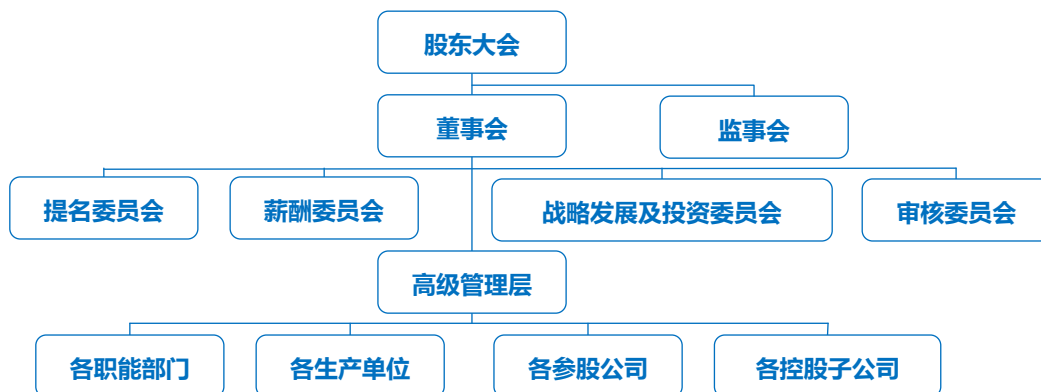 股东大会
董事会
监事会
提名委员会
薪酬委员会
战略发展及投资委员会
审核委员会
高级管理层
各职能部门
各生产单位
各参股公司
各控股子公司